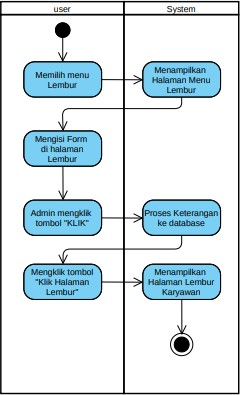 user
System
Memilih menu
Lembur
Menampilkan
Halaman Menu
Lembur
Mengisi Form
di halaman
Lembur
Admin mengklik
tombol "KLIK"
Proses Keterangan
ke database
Mengklik tombol
"Klik Halaman
Lembur"
Menampilkan
Halaman Lembur
Karyawan